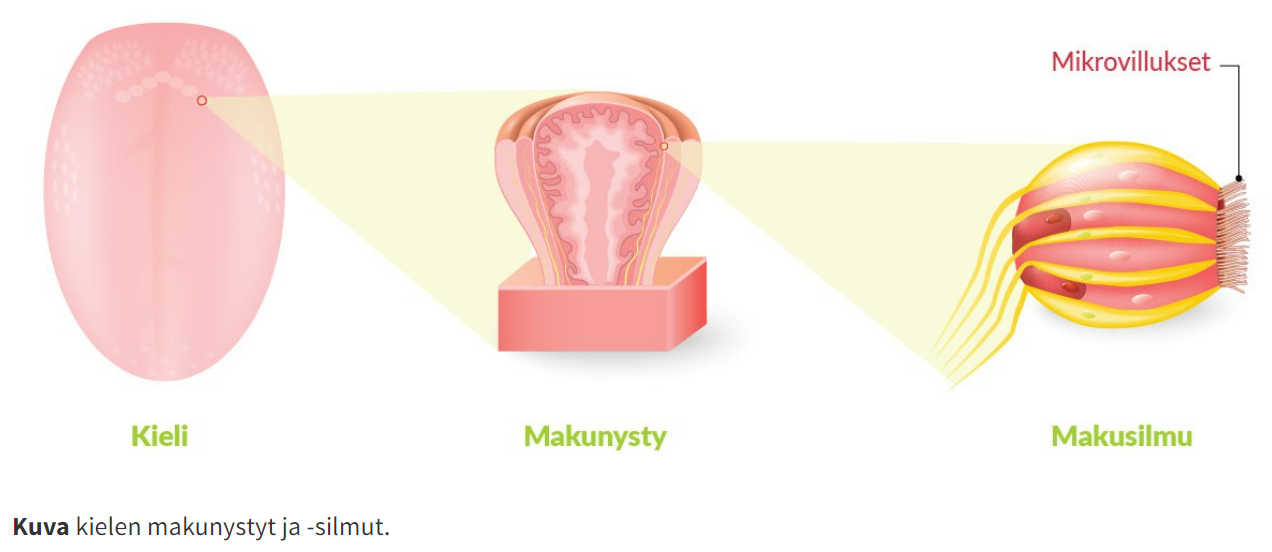 Mikrovillukset
Kieli
Makunysty
Makusilmu
Kuva kielen makunystyt ja -silmut.